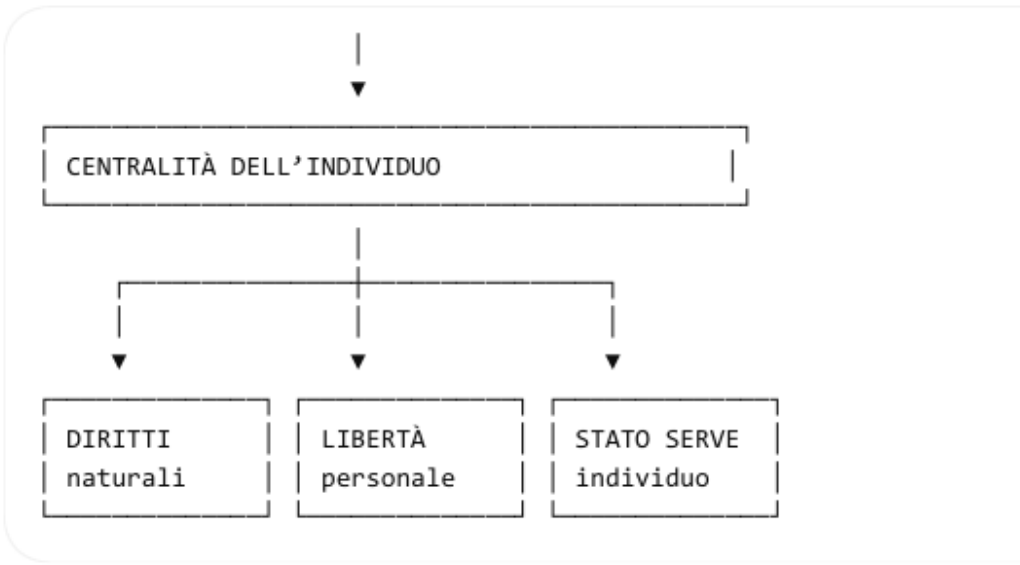 CENTRALITÀ DELL’INDIVIDUO
DIRITTI
naturali
LIBERTÀ
personale
STATO SERVE
individuo